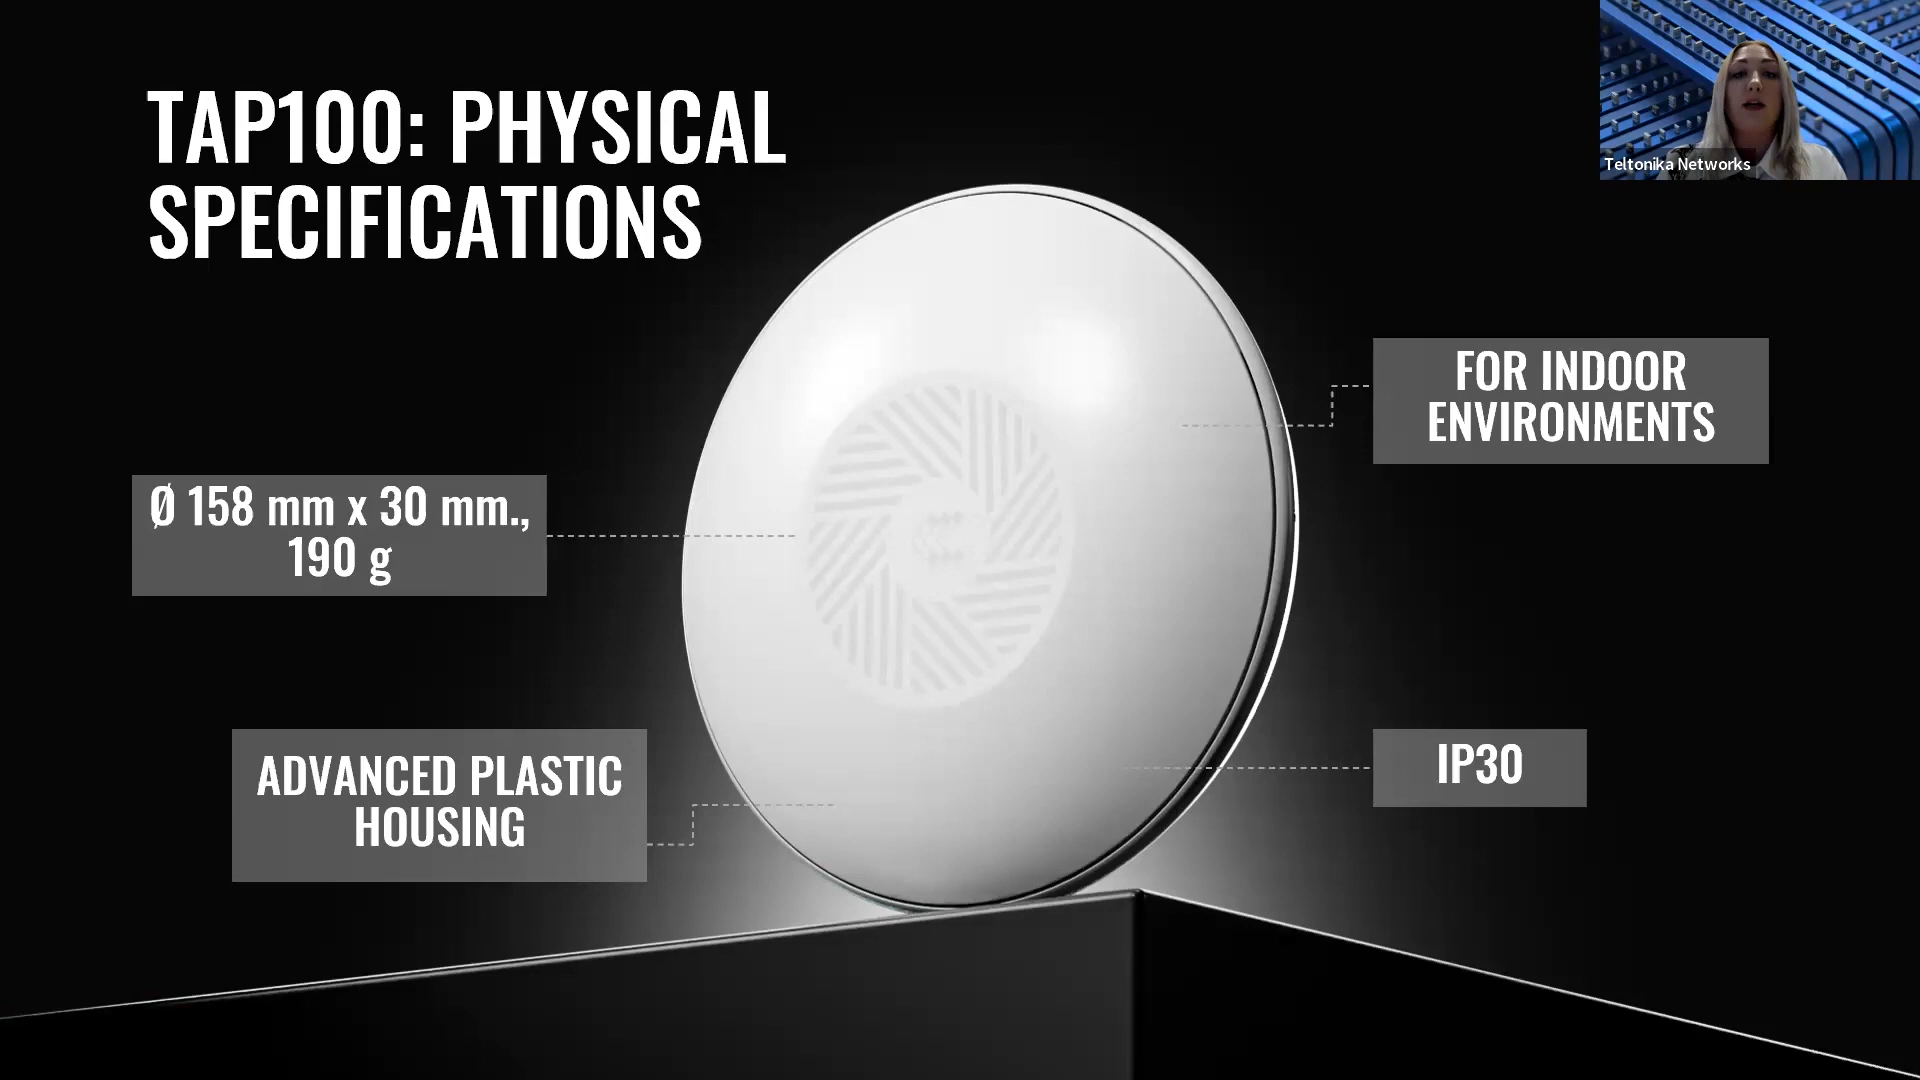 TAP100: PHYSICAL
SPECIFICATIONS
Teltonika Networks
FOR INDOOR
ENVIRONMENTS
Ø 158 mm x 30 mm.,
190 g
ADVANCED PLASTIC
HOUSING
IP30